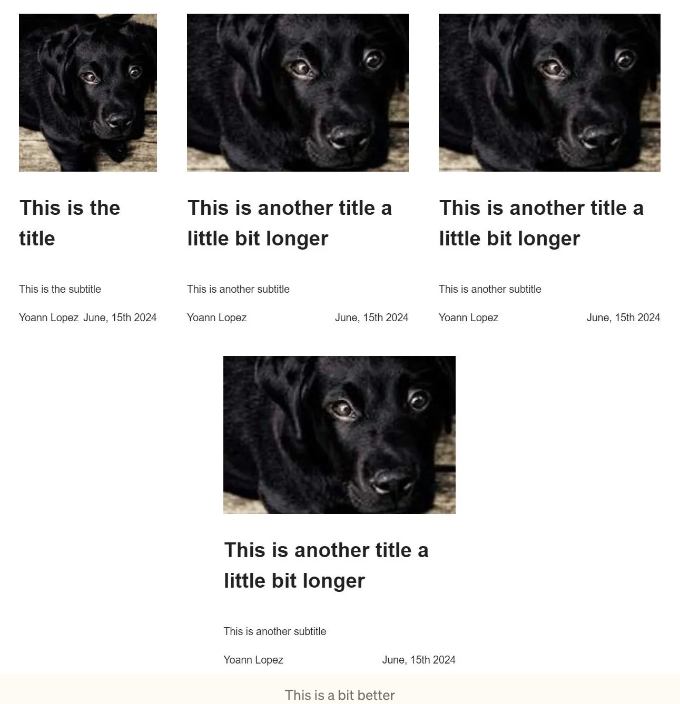 This is the
title
This is the subtitle
Yoann Lopez June, 15th 2024
This is another title a
little bit longer
This is another subtitle
Yoann Lopez June, 15th 2024
This is another title a
little bit longer
This is another subtitle
Yoann Lopez June, 15th 2024
This is another title a
little bit longer
This is another subtitle
Yoann Lopez June, 15th 2024
This is a bit better